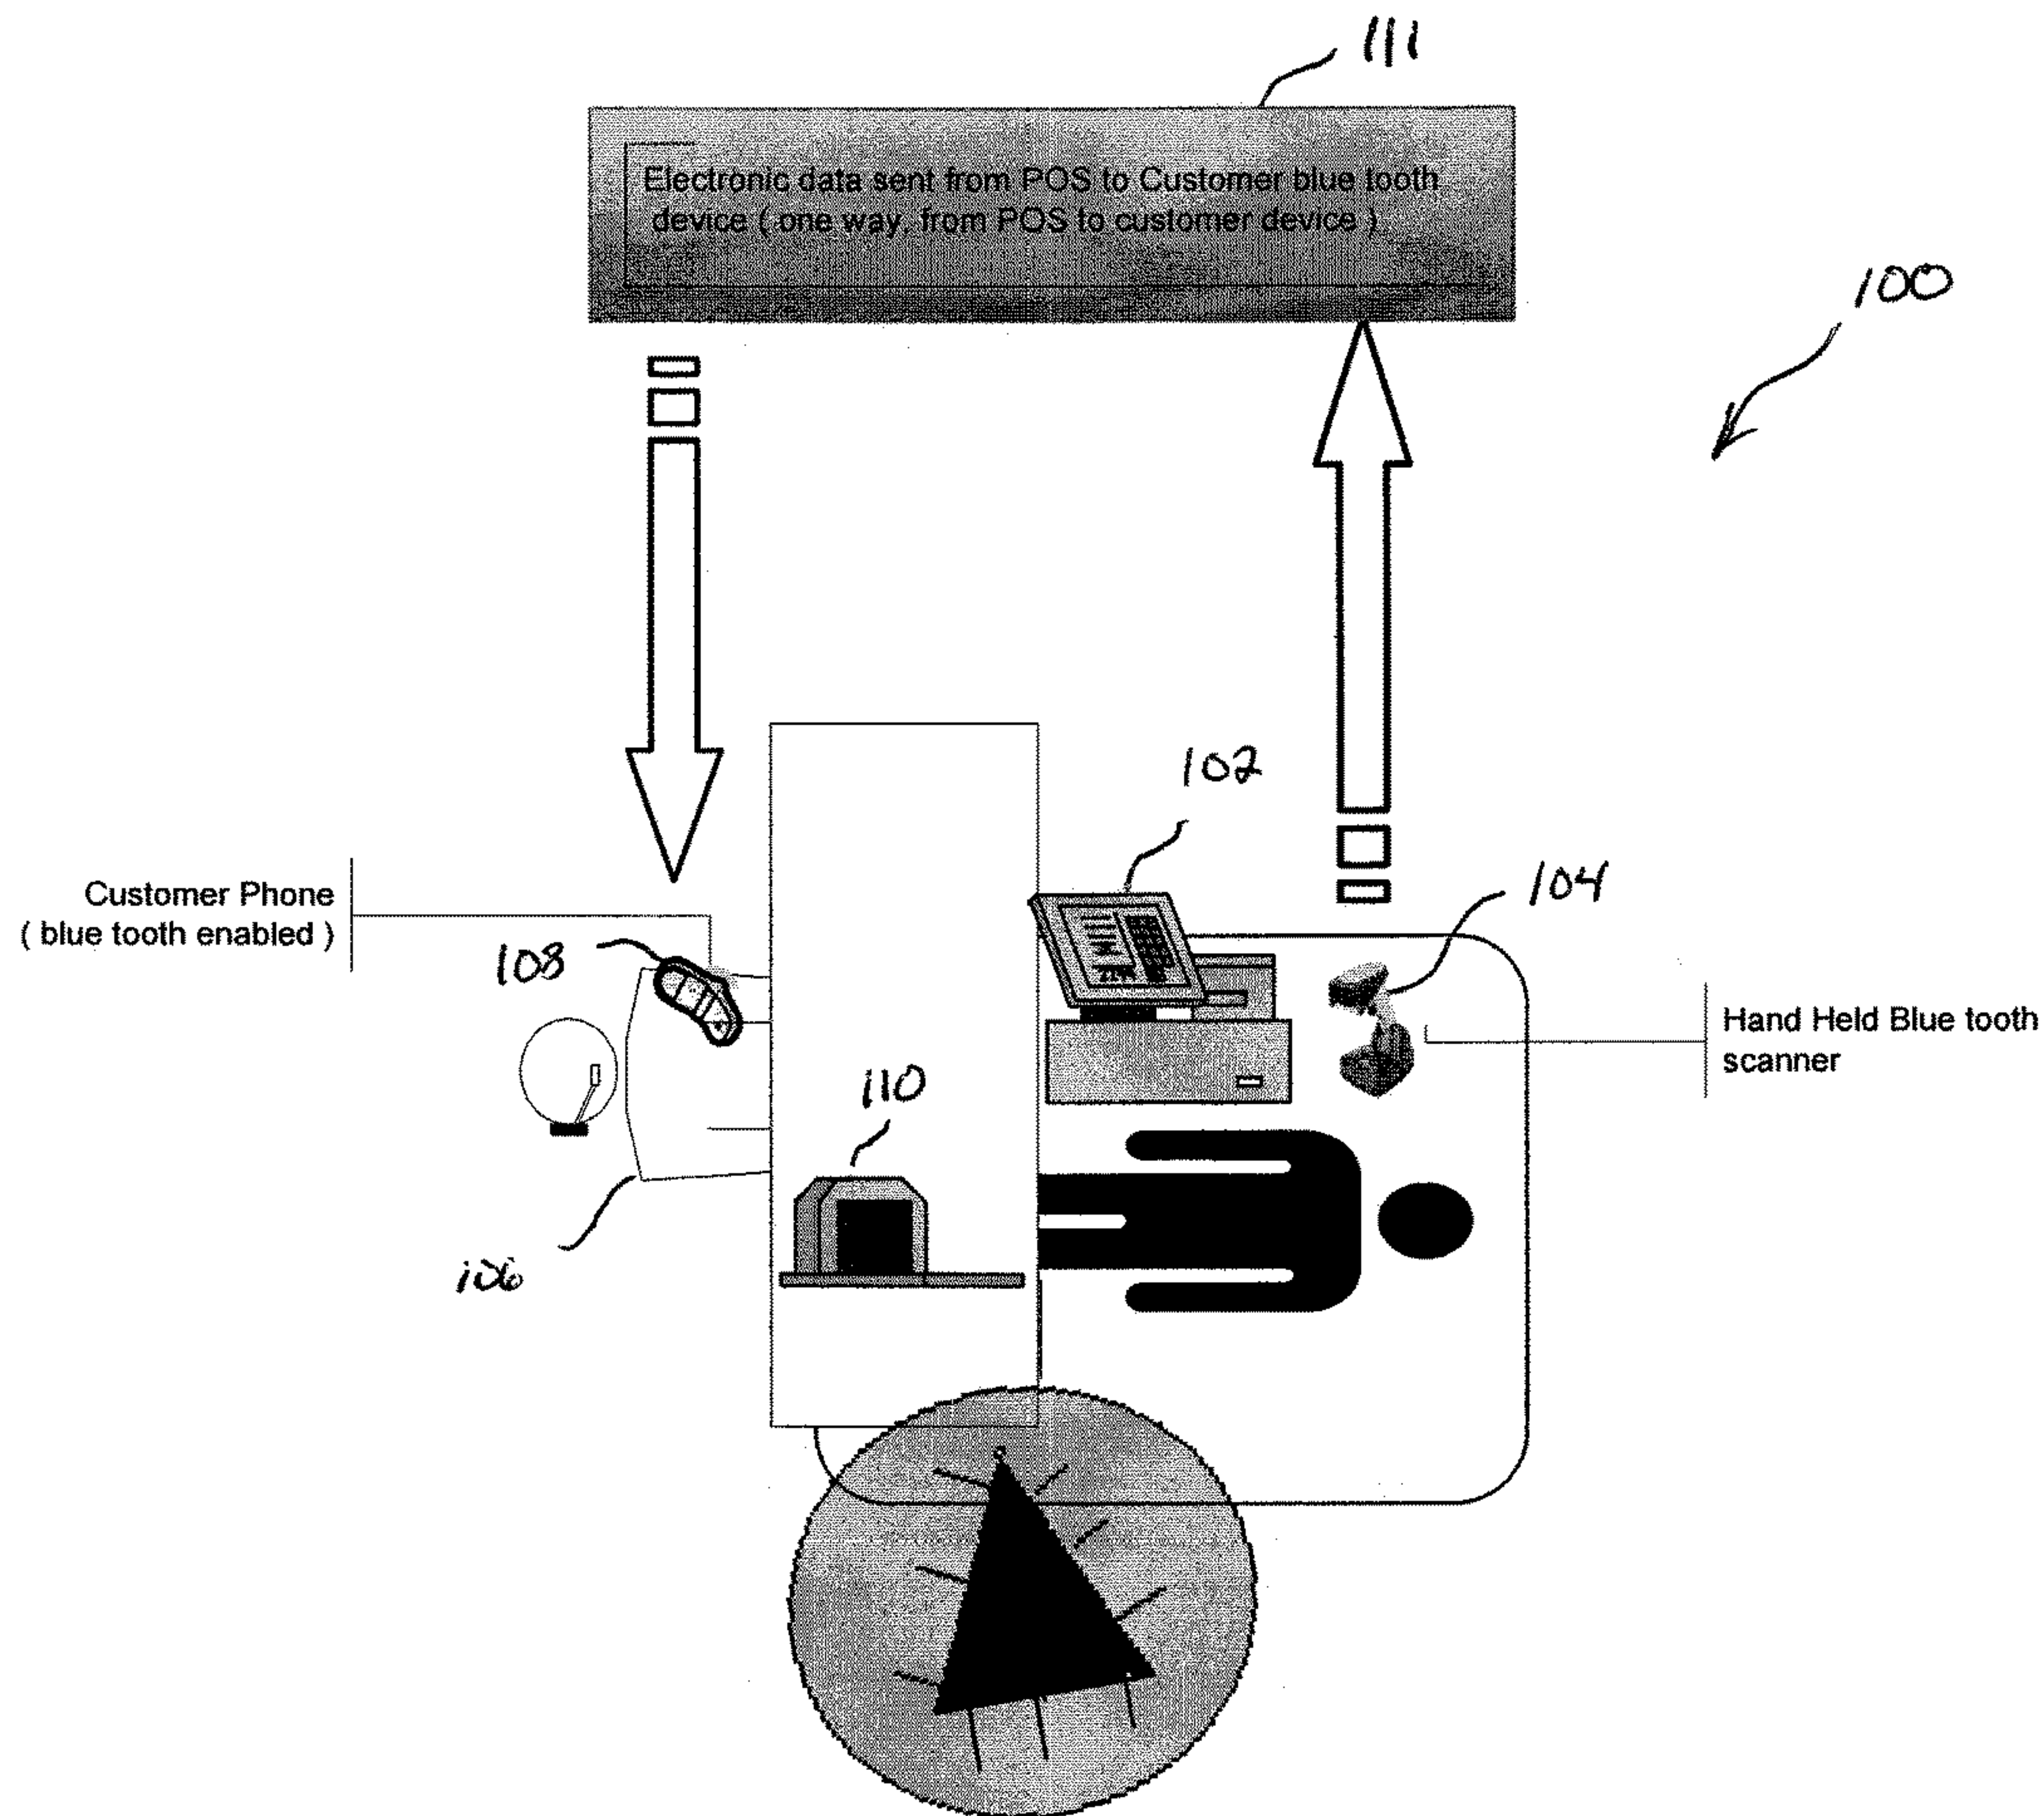 111
Electronic data sent from POS to Customer blue tooth
device ( one way, from POS to customer device )
100
102
104
Customer Phone
( blue tooth enabled )
108
Hand Held Blue tooth
scanner
110
106